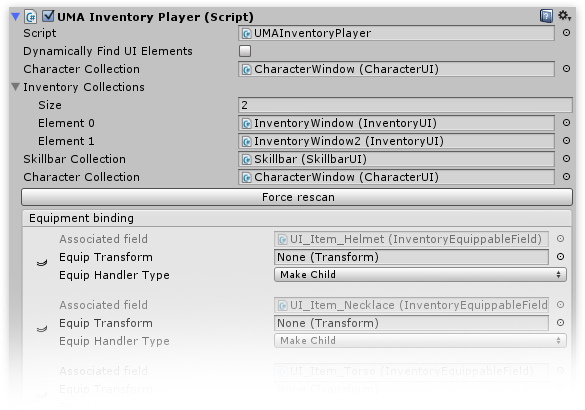 UMA Inventory Player (Script)
Script UMAInventoryPlayer
Dynamically Find UI Elements
Character Collection CharacterWindow (CharacterUI)
Inventory Collections
Size 2
Element 0 InventoryWindow (InventoryUI)
Element 1 InventoryWindow2 (InventoryUI)
Skillbar Collection Skillbar (SkillbarUI)
Character Collection CharacterWindow (CharacterUI)
Force rescan
Equipment binding
Associated field UI_Item_Helmet (InventoryEquippableField)
Equip Transform None (Transform)
Equip Handler Type Make Child
Associated field UI_Item_Necklace (InventoryEquippableField
Equip Transform None (Transform)
Equip Handler Type Make Child
Associated field UI_Item_Torso (InventoryEquippableField)
Equip Transform None (Transform)